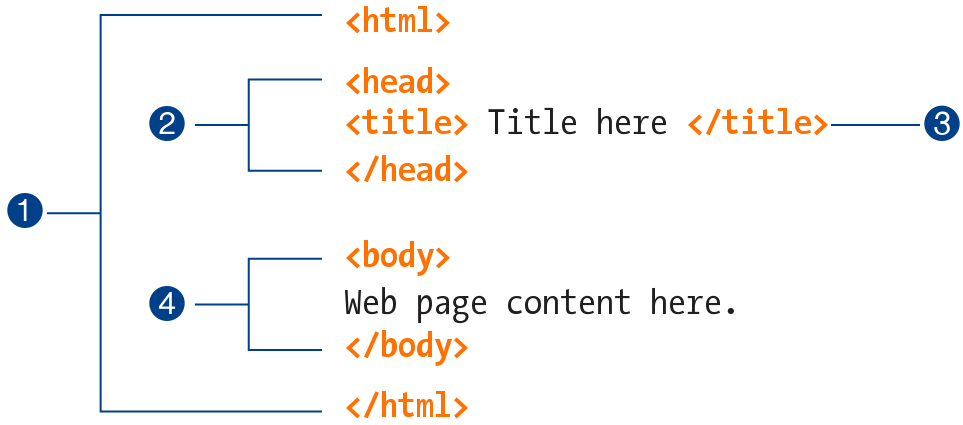 <html>
<head>
2 <title> Title here </title> 3
</head>
1
<body>
4 Web page content here.
</body>
</html>